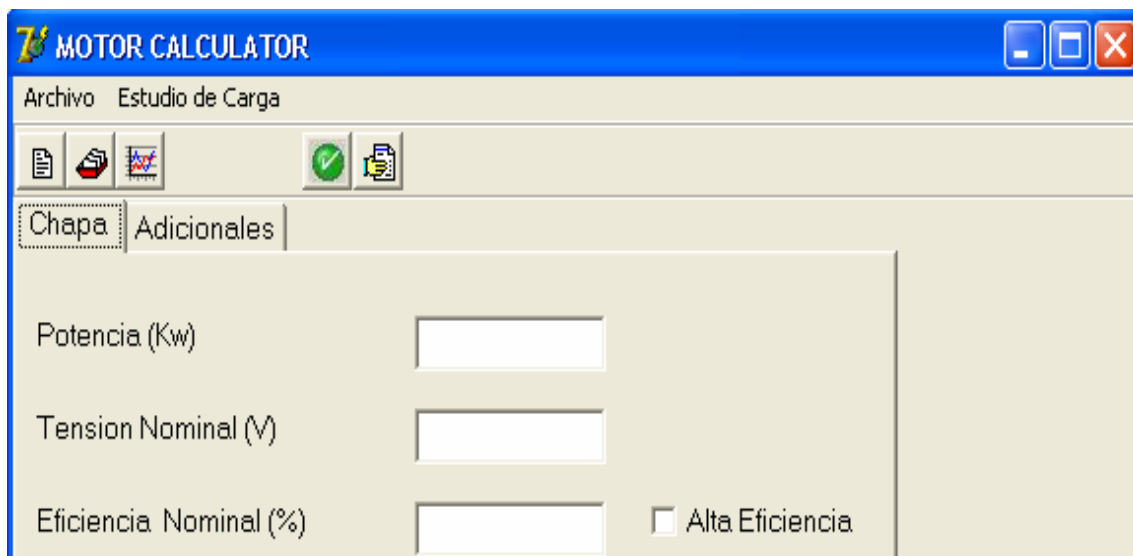 MOTOR CALCULATOR
Archivo Estudio de Carga
Chapa Adicionales
Potencia (Kw)
Tension Nominal (V)
Eficiencia Nominal (%) Alta Eficiencia